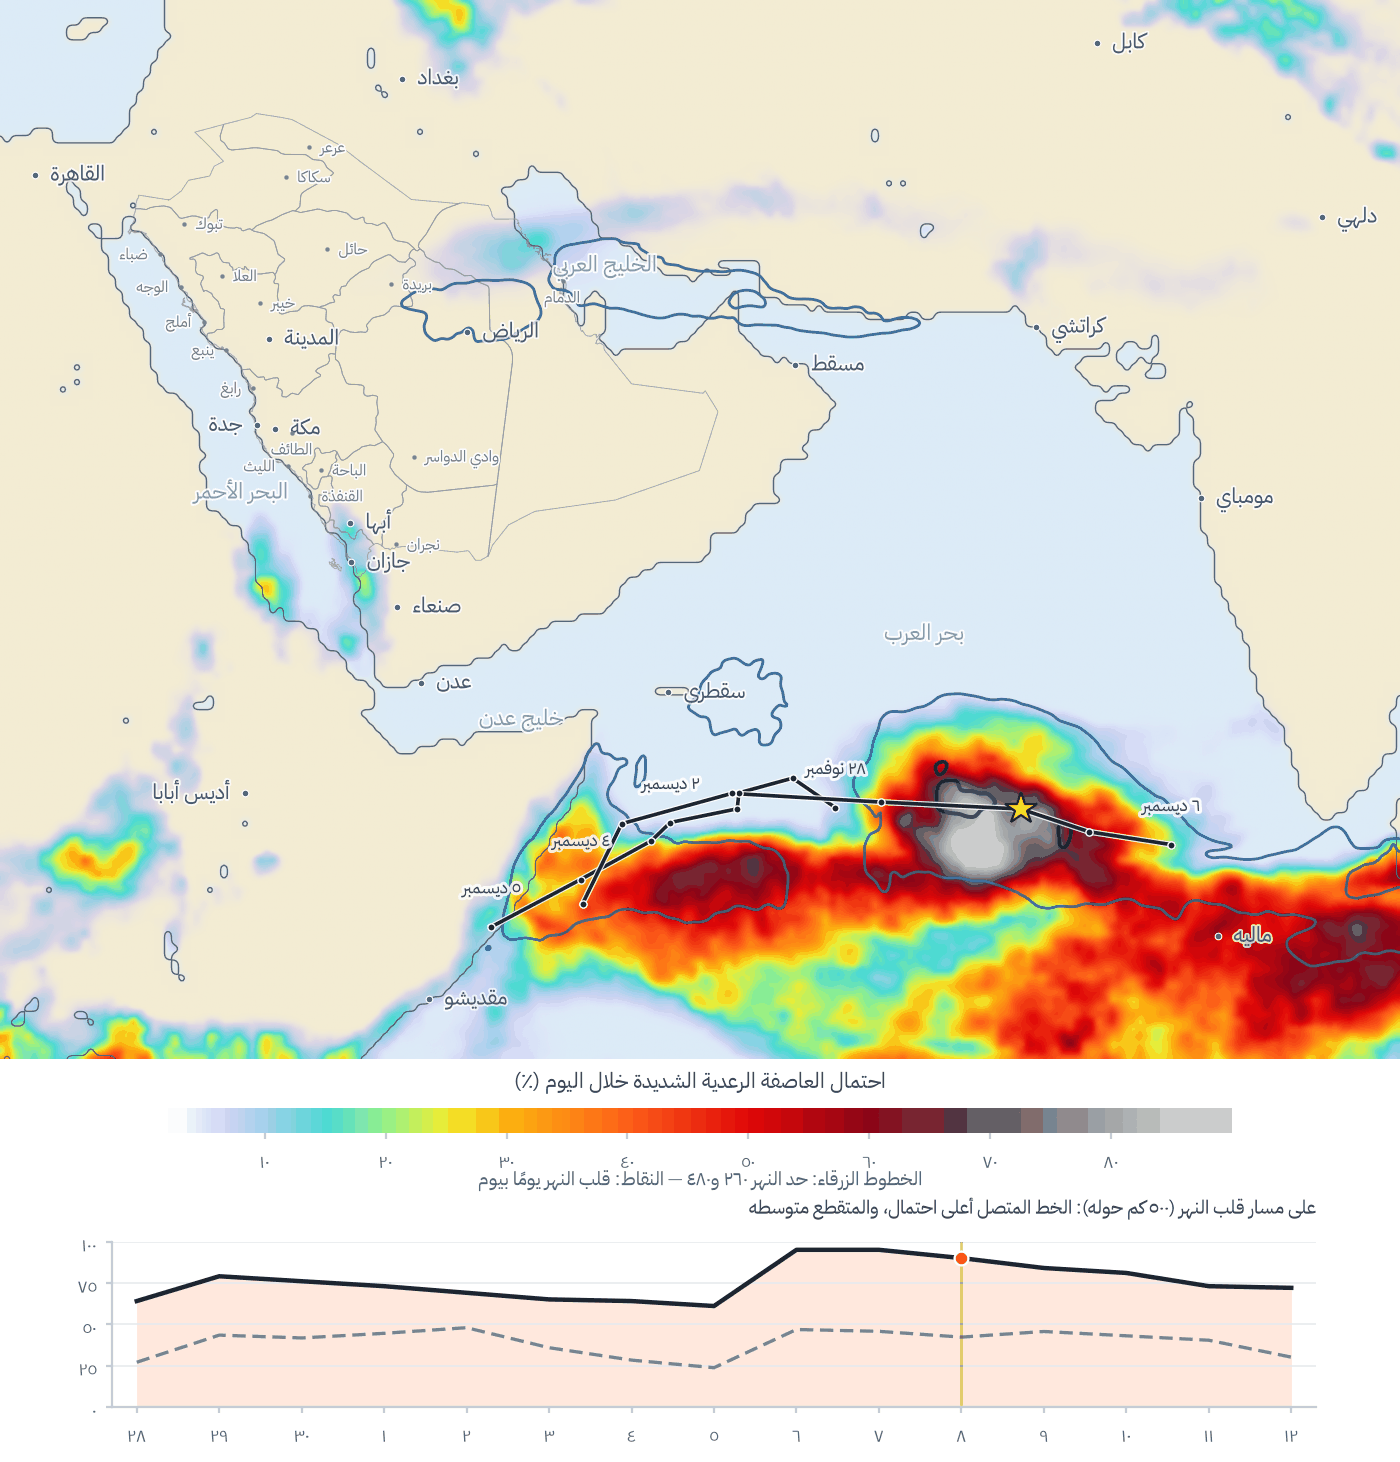 كابل
بغداد
عرعر
القاهرة
سكاكا
دلهي
تبوك
حائل
ضباء
الخليج العربي
العلا
الوجه
بريدة
الدمام
خيبر
أملج
كراتشي
المدينة
الرياض
ينبع
مسقط
رابغ
جدة
مكة
الطائف
وادي الدواسر
الليث
الباحة
البحر الأحمر
القنفذة
مومباي
أبها
نجران
جازان
صنعاء
بحر العرب
عدن
سقطرى
خليج عدن
٢٨ نوفمبر
٢ ديسمبر
أديس أبابا
٦ ديسمبر
٤ ديسمبر
٥ ديسمبر
ماليه
مقديشو
احتمال العاصفة الرعدية الشديدة خلال اليوم (٪)
١٠ ٢٠ ٣٠ ٤٠ ٥٠ ٦٠ ٧٠ ٨٠
الخطوط الزرقاء: حد النهر ٢٦٠ و٤٨٠ — النقاط: قلب النهر يومًا بيوم
على مسار قلب النهر (٥٠٠ كم حوله): الخط المتصل أعلى احتمال، والمتقطع متوسطه
١٠٠
٧٥
٥٠
٢٥
٠
٢٨ ٢٩ ٣٠ ١ ٢ ٣ ٤ ٥ ٦ ٧ ٨ ٩ ١٠ ١١ ١٢